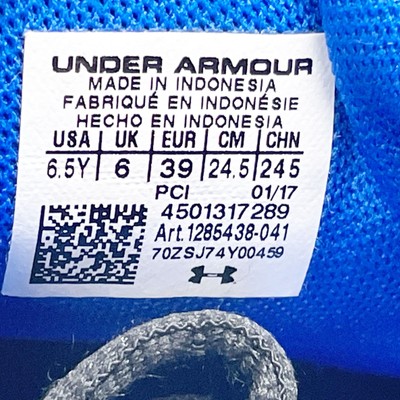 UNDER ARMOUR
MADE IN INDONESIA
FABRIQUÉ EN INDONÉSIE
HECHO EN INDONESIA
USA UK EUR CM CHN
6.5Y 6 39 24.5 245
PCI 01/17
4501317289
Art.1285438-041
70ZSJ74Y00459